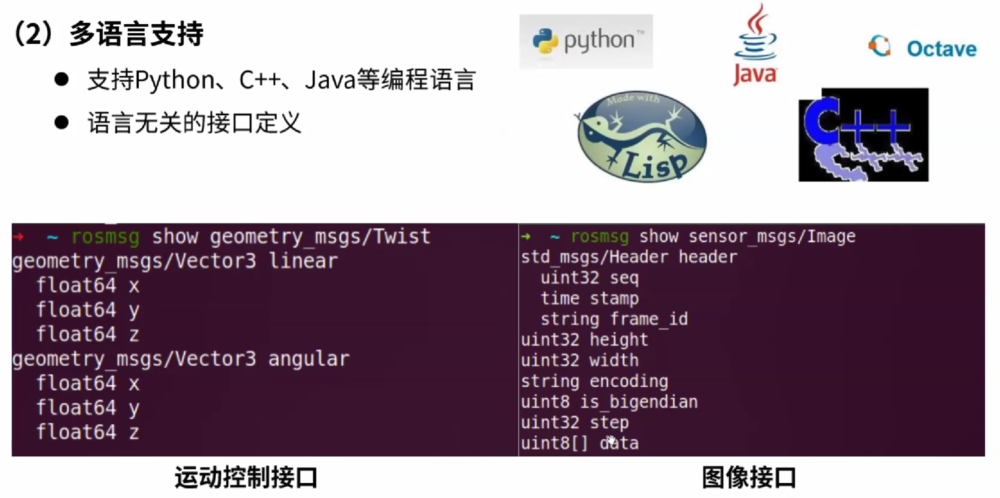 （2）多语言支持
● 支持Python、C++、Java等编程语言
● 语言无关的接口定义
python™
Java
Octave
Made with
Lisp
C++
→ ~ rosmsg show geometry_msgs/Twist
geometry_msgs/Vector3 linear
  float64 x
  float64 y
  float64 z
geometry_msgs/Vector3 angular
  float64 x
  float64 y
  float64 z
→ ~ rosmsg show sensor_msgs/Image
std_msgs/Header header
  uint32 seq
  time stamp
  string frame_id
uint32 height
uint32 width
string encoding
uint8 is_bigendian
uint32 step
uint8[] data
运动控制接口
图像接口